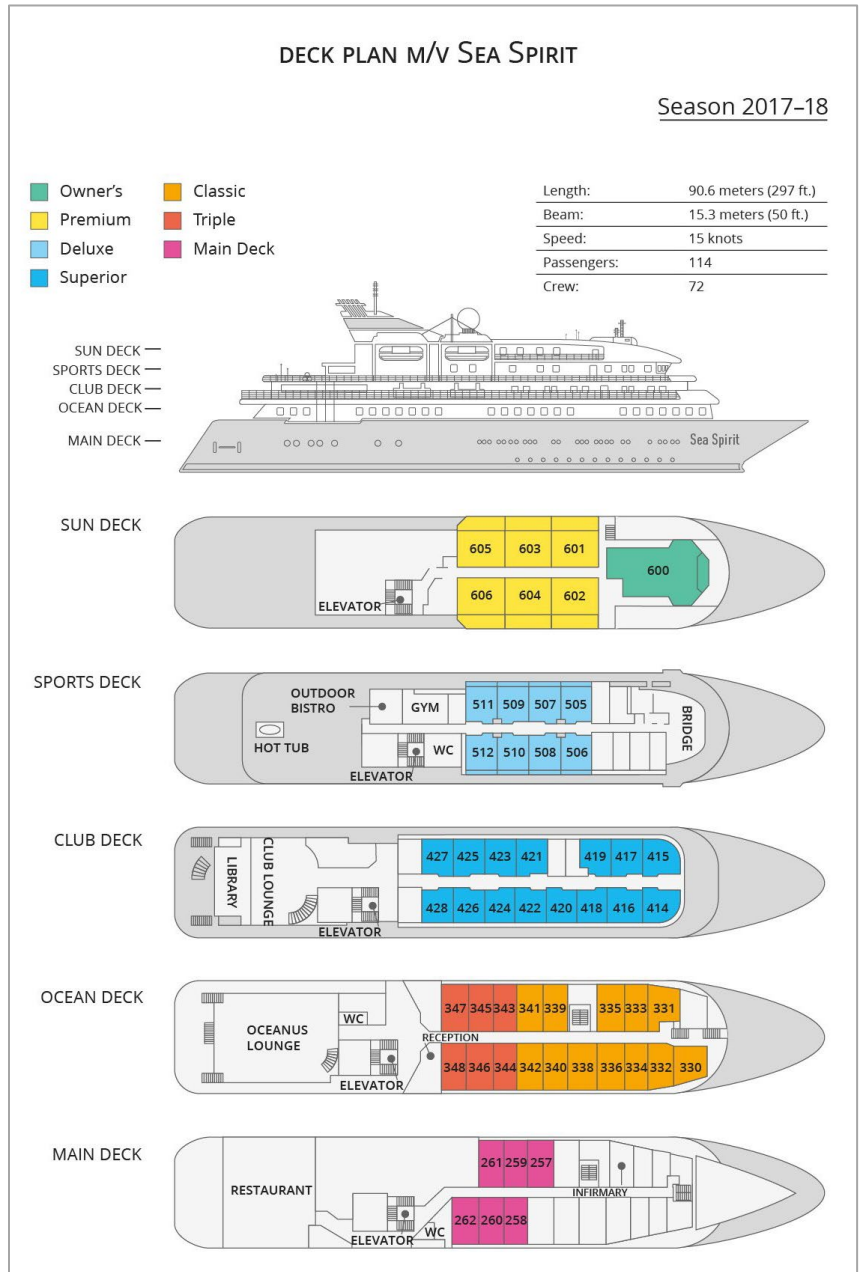 DECK PLAN M/V SEA SPIRIT
Season 2017–18
Owner's
Premium
Deluxe
Superior
Classic
Triple
Main Deck
Length: 90.6 meters (297 ft.)
Beam: 15.3 meters (50 ft.)
Speed: 15 knots
Passengers: 114
Crew: 72
SUN DECK
SPORTS DECK
CLUB DECK
OCEAN DECK
MAIN DECK
Sea Spirit
SUN DECK
605 603 601
600
606 604 602
ELEVATOR
SPORTS DECK
OUTDOOR
BISTRO
GYM
511 509 507 505
BRIDGE
HOT TUB
WC
512 510 508 506
ELEVATOR
CLUB DECK
LIBRARY
CLUB LOUNGE
427 425 423 421 419 417 415
428 426 424 422 420 418 416 414
ELEVATOR
OCEAN DECK
347 345 343 341 339 335 333 331
WC
OCEANUS
LOUNGE
RECEPTION
348 346 344 342 340 338 336 334 332 330
ELEVATOR
MAIN DECK
261 259 257
RESTAURANT
INFIRMARY
262 260 258
WC
ELEVATOR